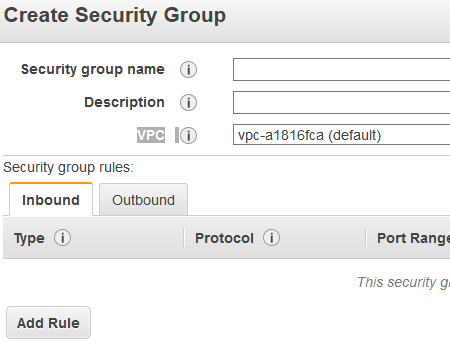 Create Security Group
Security group name
Description
VPC vpc-a1816fca (default)
Security group rules:
Inbound Outbound
Type Protocol Port Range
This security
Add Rule